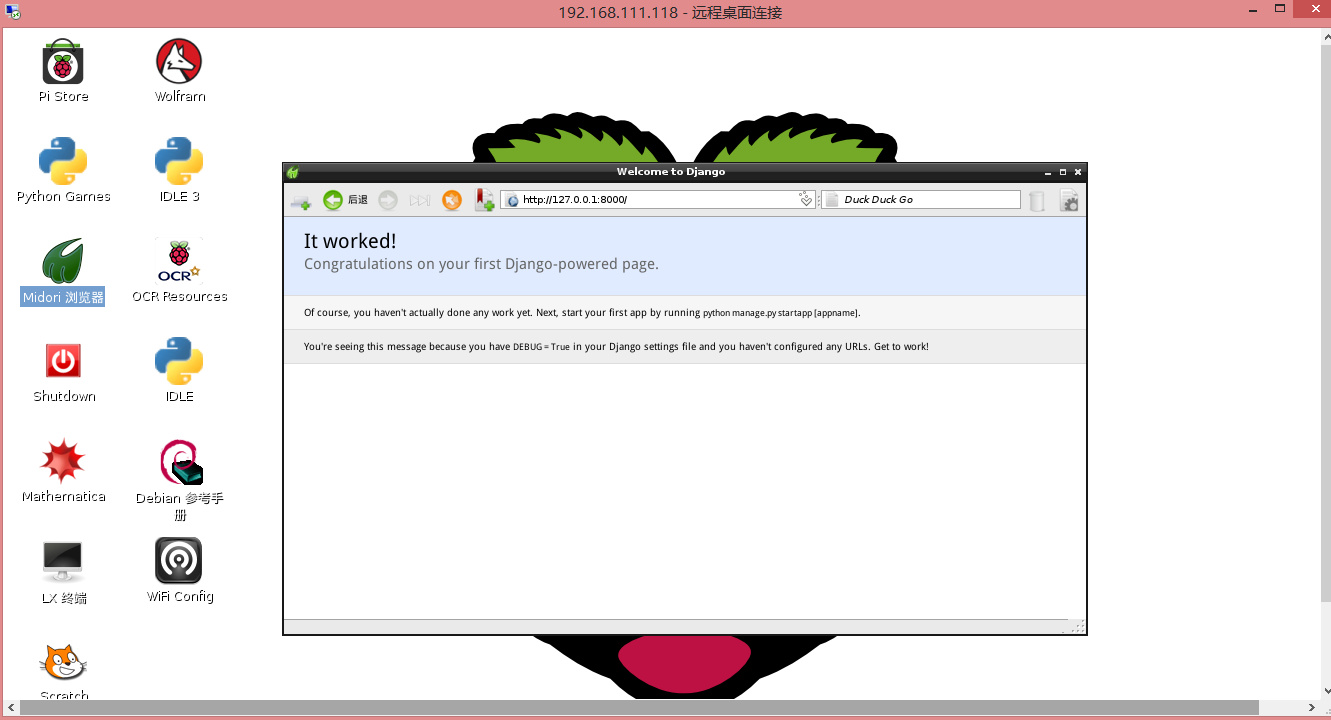 192.168.111.118 - 远程桌面连接
Pi Store
Wolfram
Python Games
IDLE 3
Midori 浏览器
OCR
OCR Resources
Shutdown
IDLE
Mathematica
Debian 参考手
册
LX 终端
WiFi Config
Scratch
Welcome to Django
后退
http://127.0.0.1:8000/
Duck Duck Go
It worked!
Congratulations on your first Django-powered page.
Of course, you haven't actually done any work yet. Next, start your first app by running python manage.py startapp [appname].
You're seeing this message because you have DEBUG = True in your Django settings file and you haven't configured any URLs. Get to work!